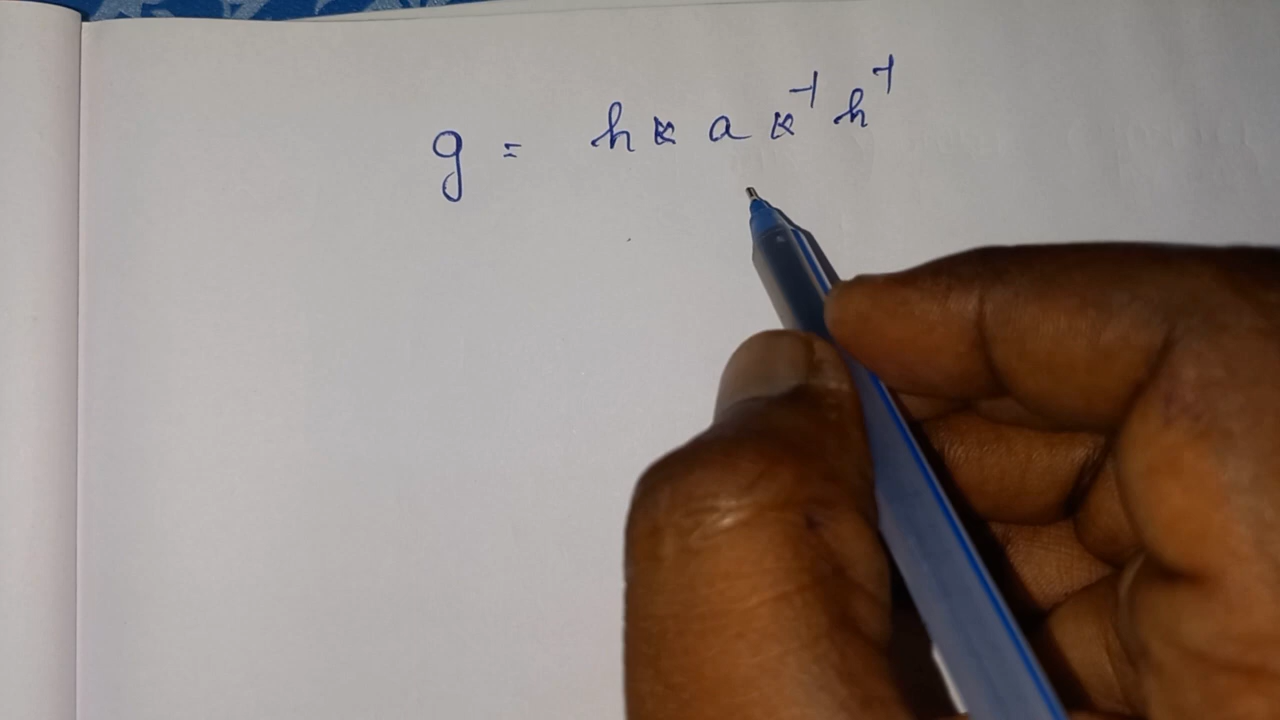 g = h k a k⁻¹ h⁻¹